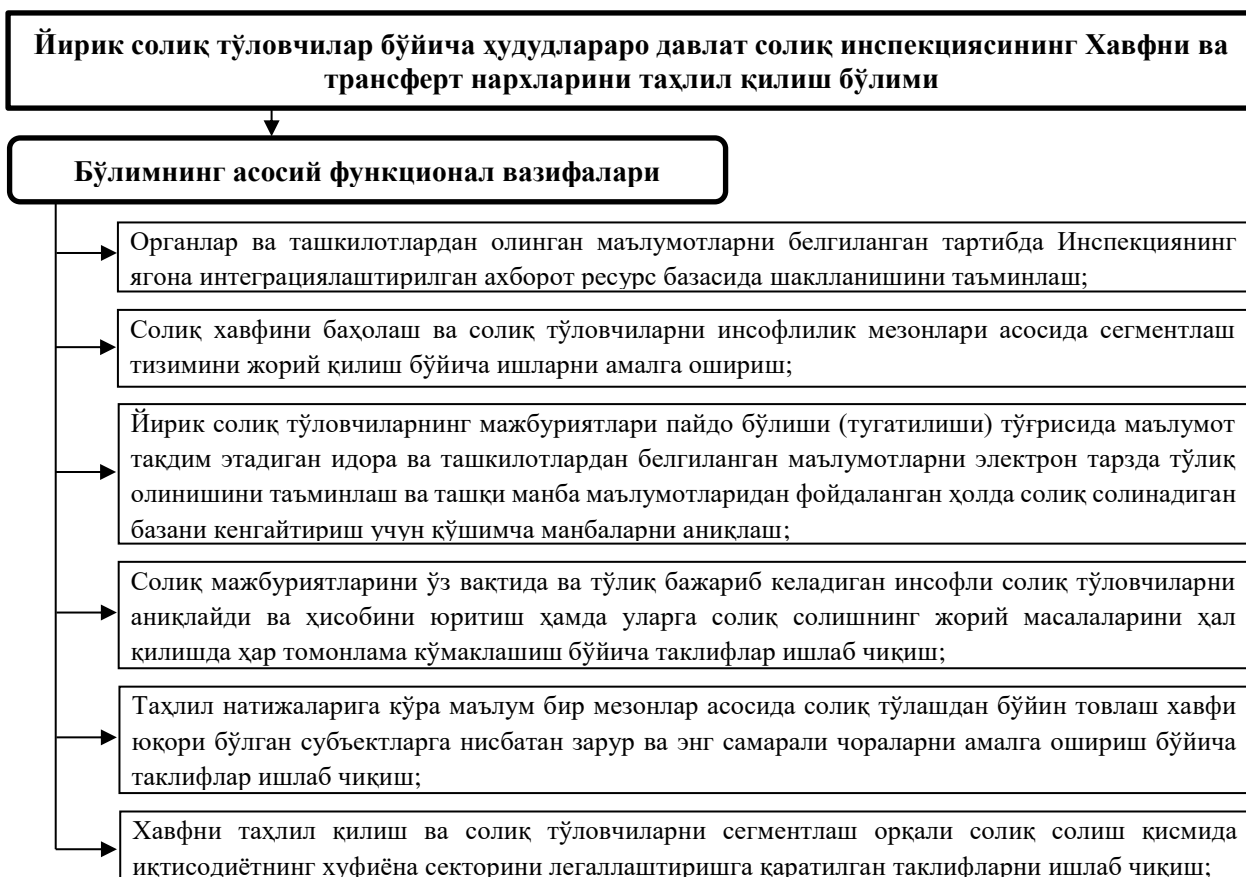 Йирик солиқ тўловчилар бўйича ҳудудлараро давлат солиқ инспекциясининг Хавфни ва
трансферт нархларини таҳлил қилиш бўлими
Бўлимнинг асосий функционал вазифалари
Органлар ва ташкилотлардан олинган маълумотларни белгиланган тартибда Инспекциянинг
ягона интеграциялаштирилган ахборот ресурс базасида шаклланишини таъминлаш;
Солиқ хавфини баҳолаш ва солиқ тўловчиларни инсофлилик мезонлари асосида сегментлаш
тизимини жорий қилиш бўйича ишларни амалга ошириш;
Йирик солиқ тўловчиларнинг мажбуриятлари пайдо бўлиши (тугатилиши) тўғрисида маълумот
тақдим этадиган идора ва ташкилотлардан белгиланган маълумотларни электрон тарзда тўлиқ
олинишини таъминлаш ва ташқи манба маълумотларидан фойдаланган ҳолда солиқ солинадиган
базани кенгайтириш учун қўшимча манбаларни аниқлаш;
Солиқ мажбуриятларини ўз вақтида ва тўлиқ бажариб келадиган инсофли солиқ тўловчиларни
аниқлайди ва ҳисобини юритиш ҳамда уларга солиқ солишнинг жорий масалаларини ҳал
қилишда ҳар томонлама кўмаклашиш бўйича таклифлар ишлаб чиқиш;
Таҳлил натижаларига кўра маълум бир мезонлар асосида солиқ тўлашдан бўйин товлаш хавфи
юқори бўлган субъектларга нисбатан зарур ва энг самарали чораларни амалга ошириш бўйича
таклифлар ишлаб чиқиш;
Хавфни таҳлил қилиш ва солиқ тўловчиларни сегментлаш орқали солиқ солиш қисмида
иқтисодиётнинг хуфиёна секторини легаллаштиришга қаратилган таклифларни ишлаб чиқиш;